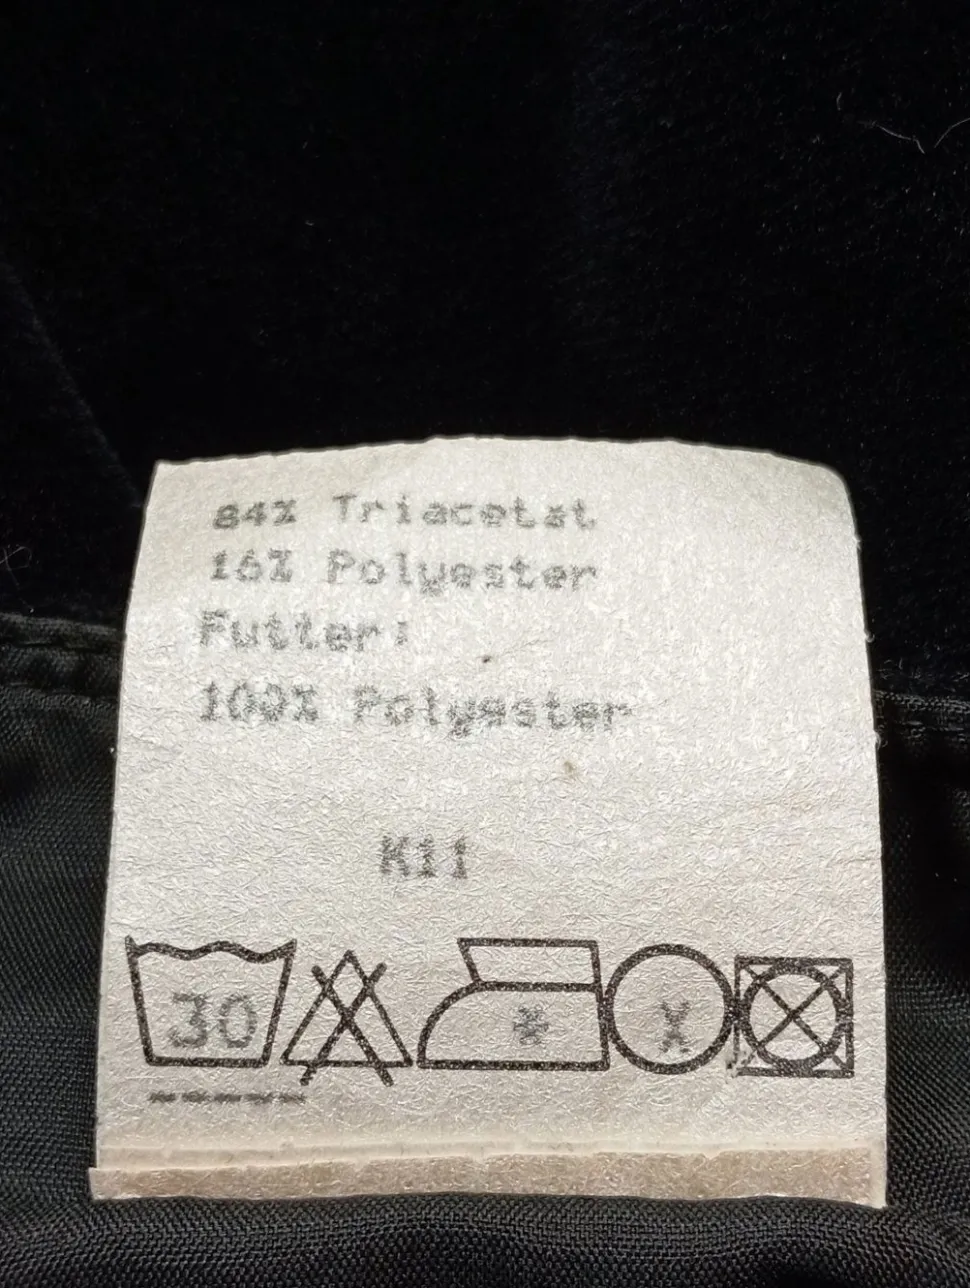 84% Triacetat
16% Polyester
Futter:
100% Polyester
K11
30 * X